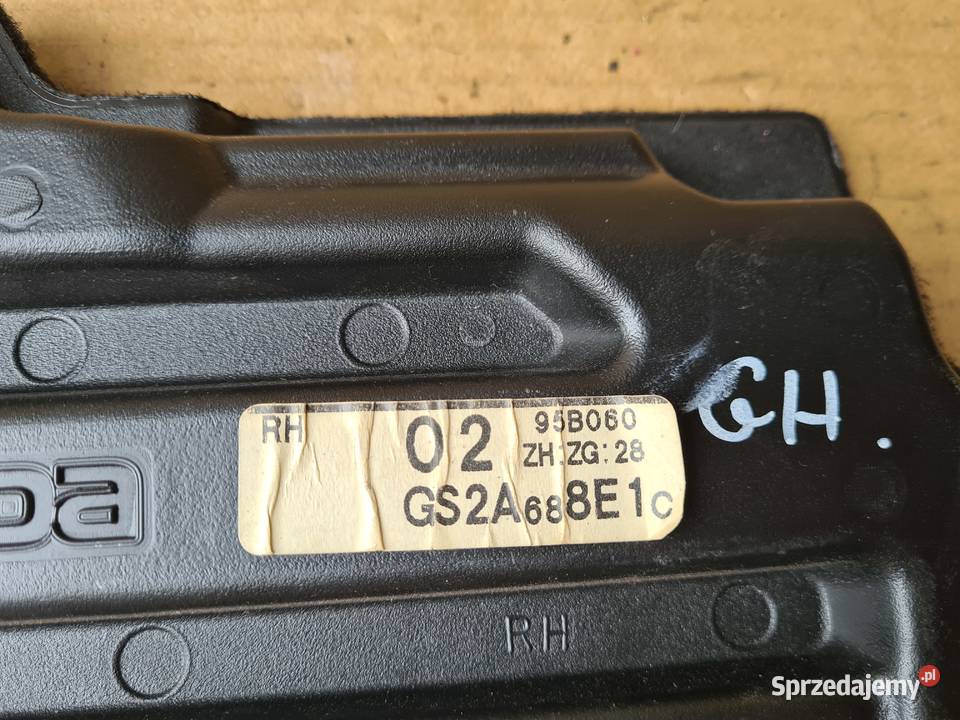 RH 02 95B060
ZH,ZG:28
GS2A688E1C
GH.
RH
Sprzedajemy.pl